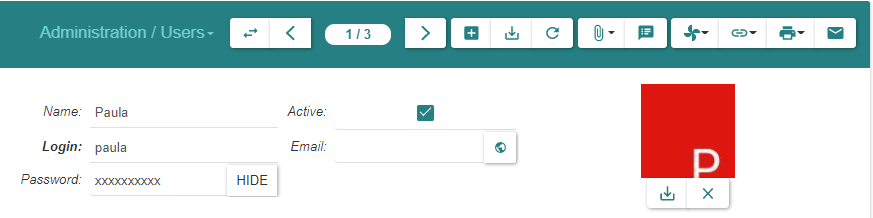 Administration / Users
1 / 3
Name: Paula Active:
Login: paula Email:
Password: xxxxxxxxxx HIDE
P